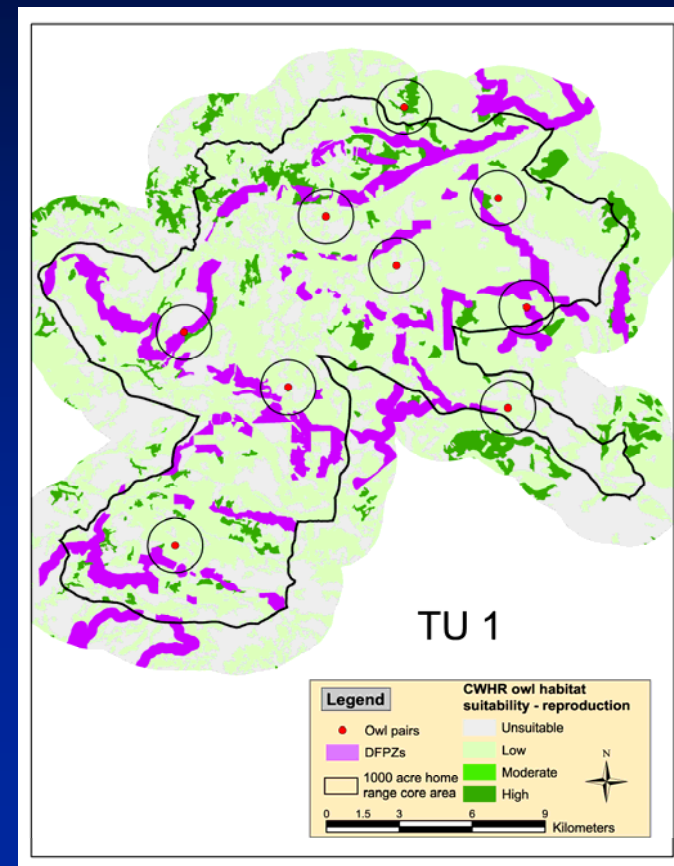 TU 1
Legend
Owl pairs
DFPZs
1000 acre home
range core area
CWHR owl habitat
suitability - reproduction
Unsuitable
Low
Moderate
High
N
0 1.5 3 6 9
Kilometers